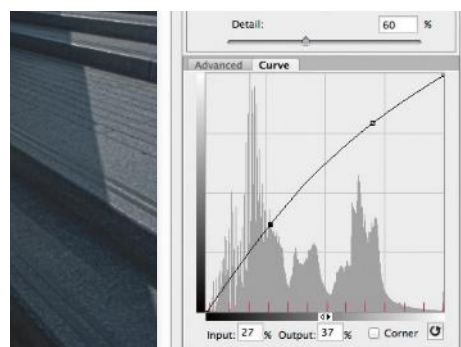 Detail: 60 %
Advanced Curve
Input: 27 % Output: 37 % Corner